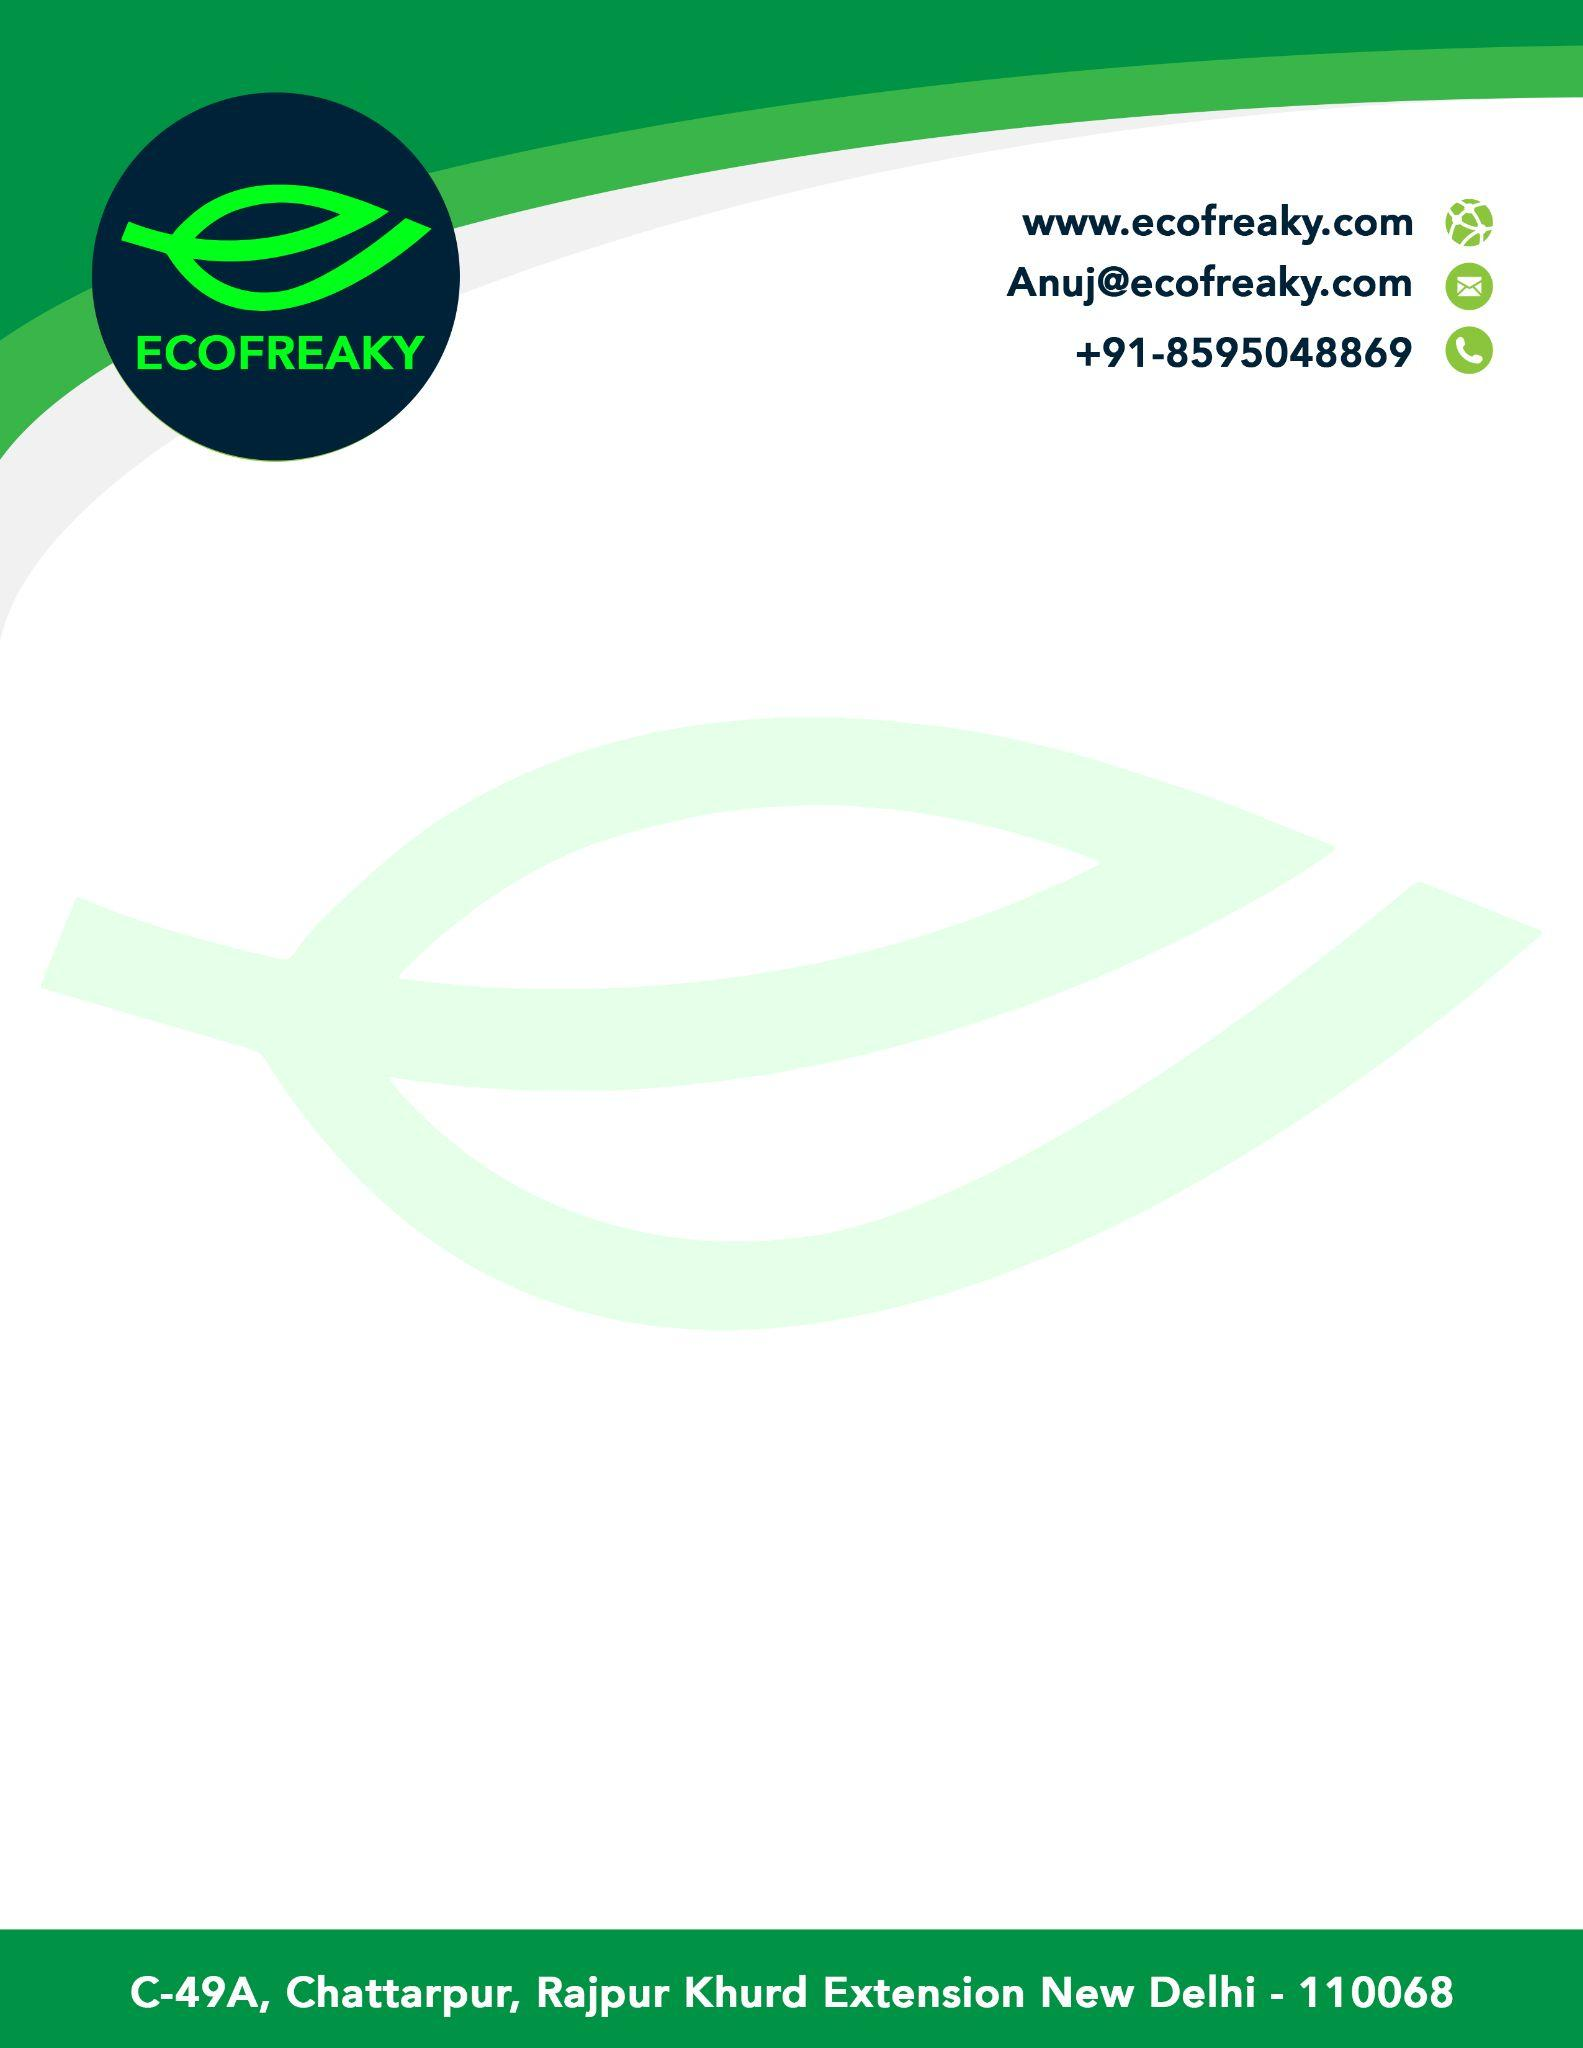 ECOFREAKY
www.ecofreaky.com
Anuj@ecofreaky.com
+91-8595048869
C-49A, Chattarpur, Rajpur Khurd Extension New Delhi - 110068